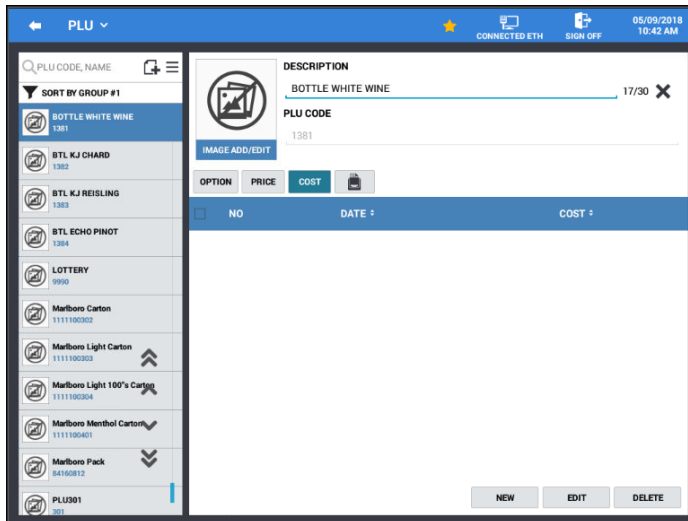 PLU
CONNECTED ETH
SIGN OFF
05/09/2018
10:42 AM
PLU CODE, NAME
SORT BY GROUP #1
BOTTLE WHITE WINE
1381
BTL KJ CHARD
1382
BTL KJ REISLING
1383
BTL ECHO PINOT
1384
LOTTERY
9990
Marlboro Carton
1111100302
Marlboro Light Carton
1111100303
Marlboro Light 100"s Carton
1111100304
Marlboro Menthol Carton
1111100401
Marlboro Pack
84160812
PLU301
301
IMAGE ADD/EDIT
DESCRIPTION
BOTTLE WHITE WINE
17/30
PLU CODE
1381
OPTION
PRICE
COST
NO
DATE
COST
NEW
EDIT
DELETE